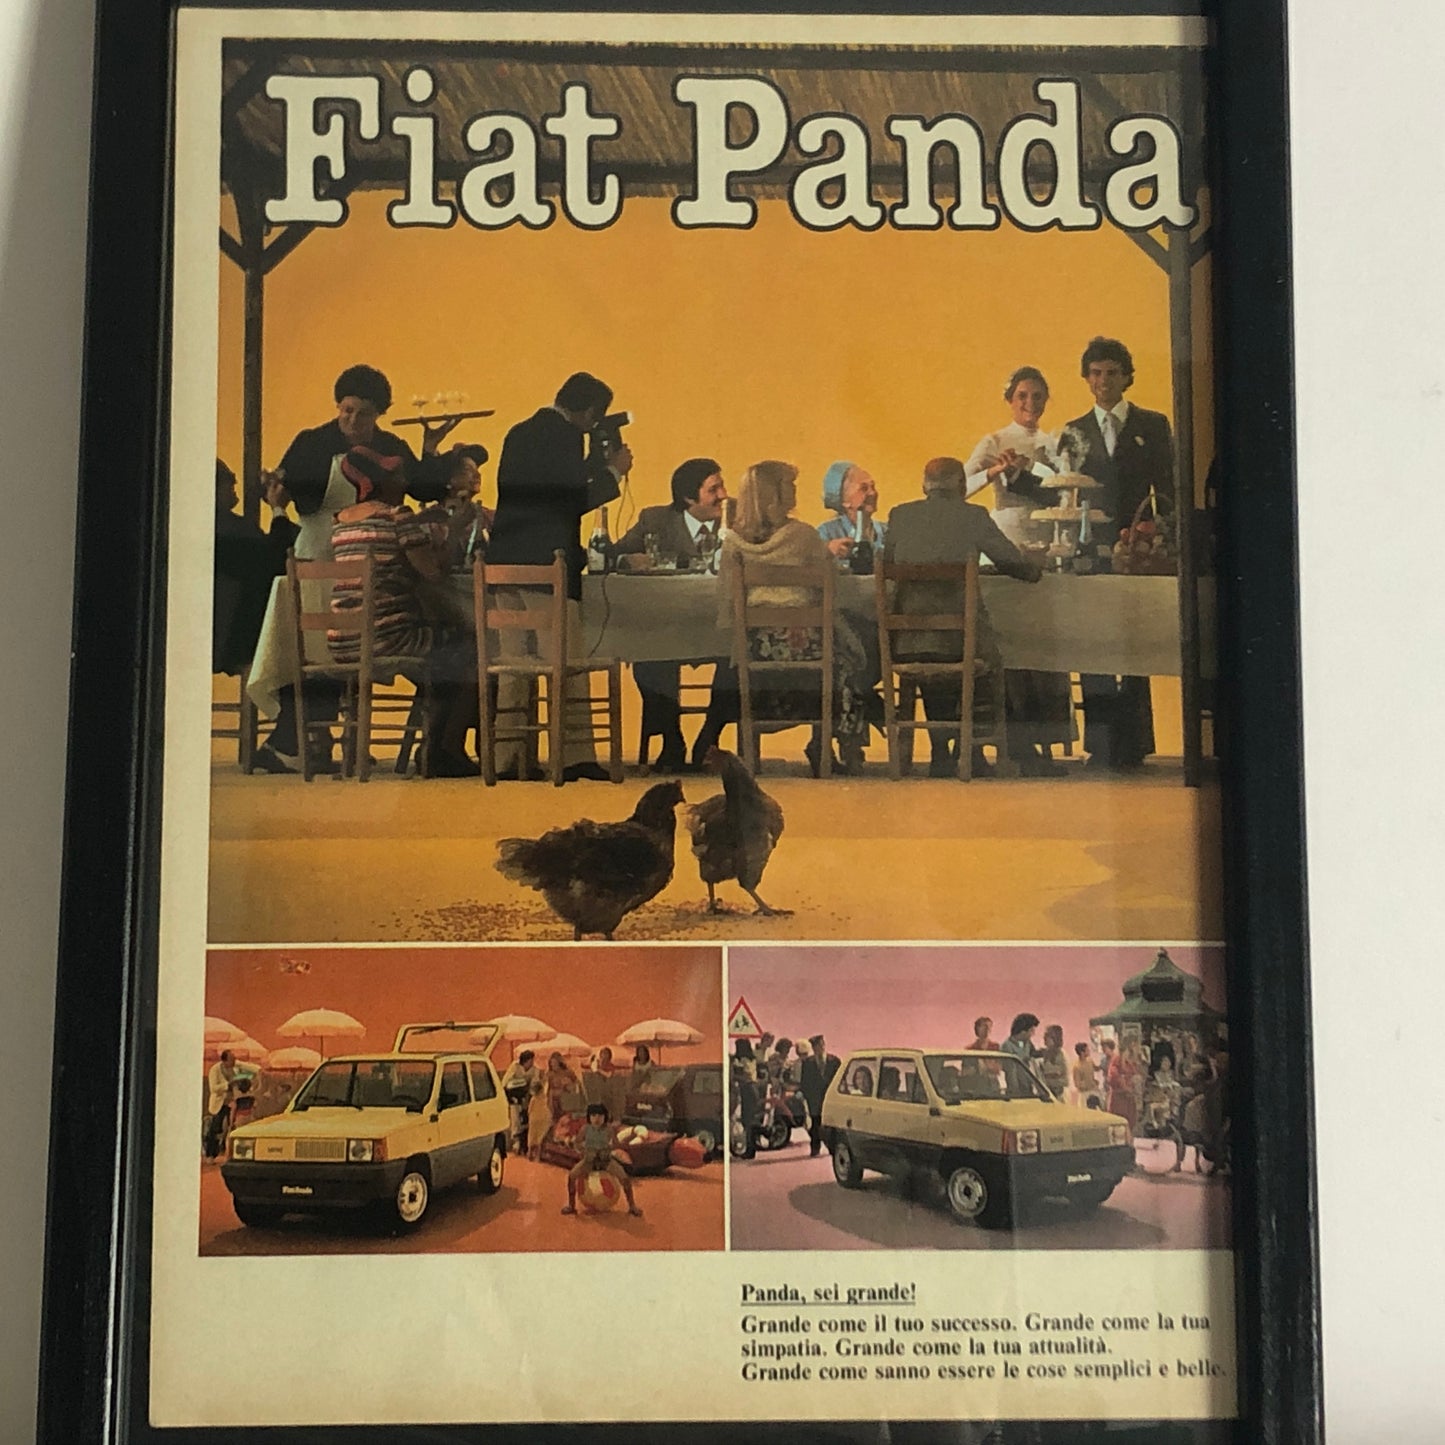 Fiat Panda
Panda, sei grande!
Grande come il tuo successo. Grande come la tua
simpatia. Grande come la tua attualità.
Grande come sanno essere le cose semplici e belle.